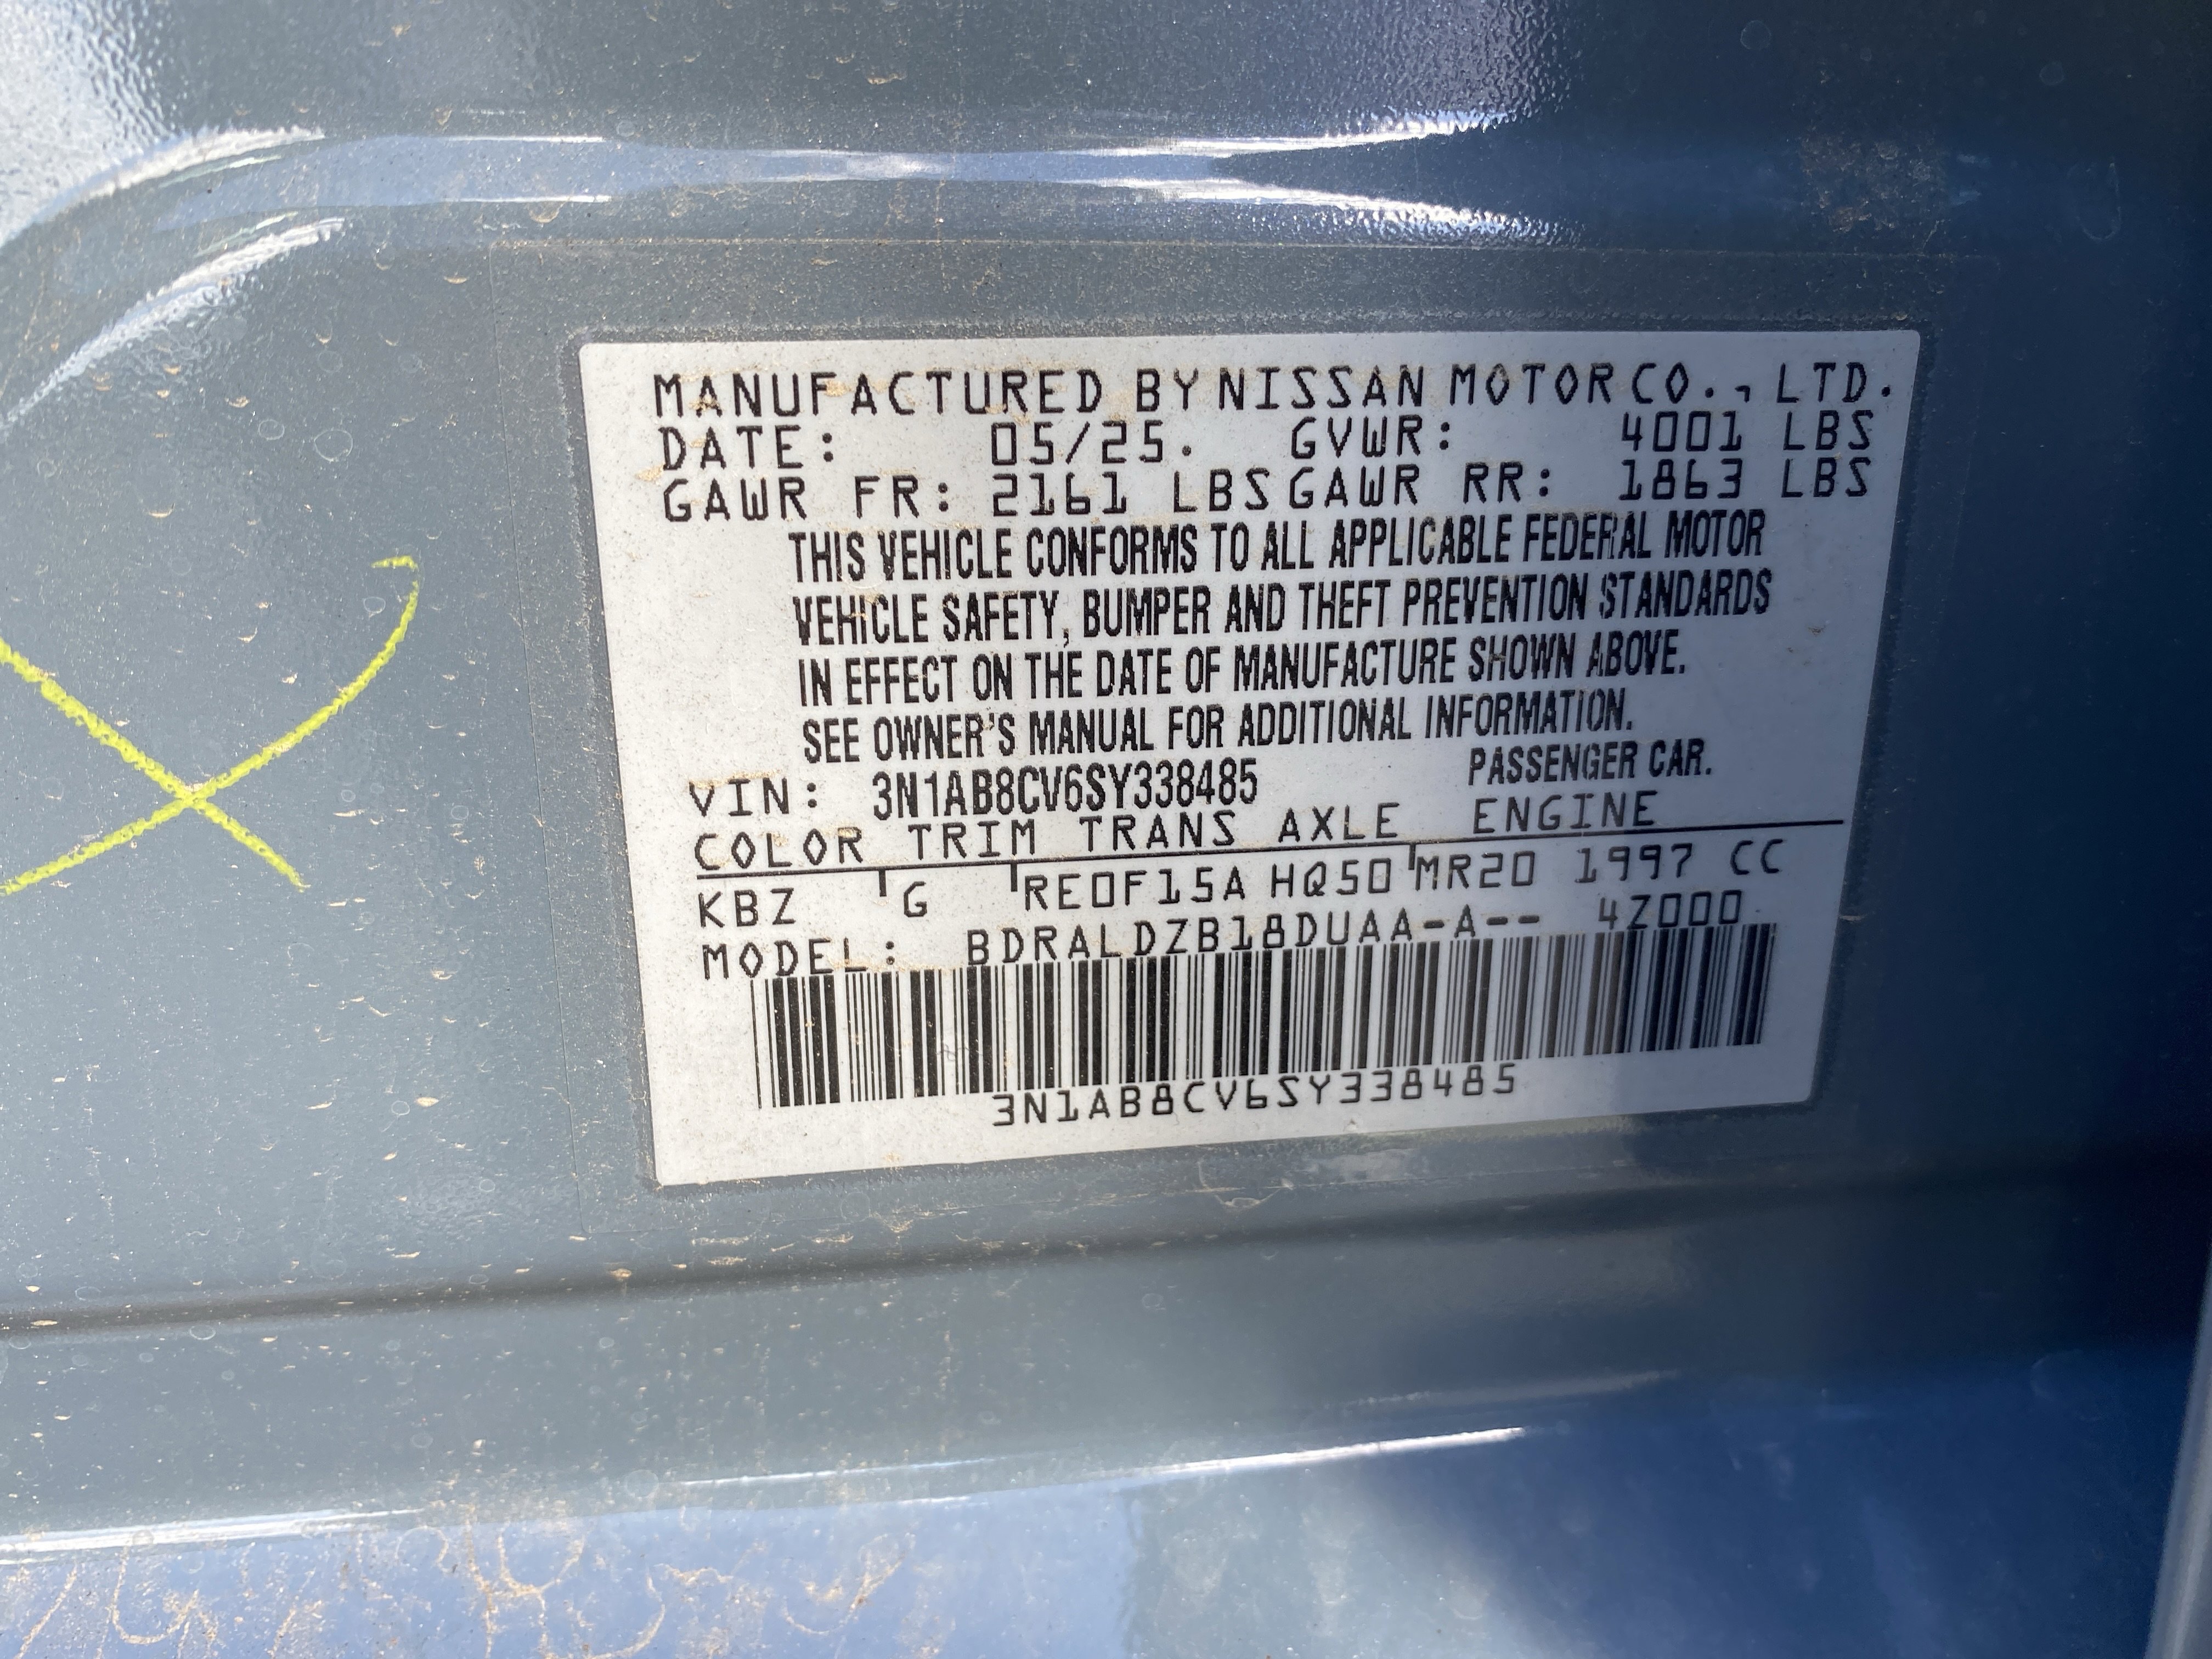 MANUFACTURED BY NISSAN MOTOR CO., LTD.
DATE: 05/25. GVWR: 4001 LBS
GAWR FR: 2161 LBS GAWR RR: 1863 LBS
THIS VEHICLE CONFORMS TO ALL APPLICABLE FEDERAL MOTOR
VEHICLE SAFETY, BUMPER AND THEFT PREVENTION STANDARDS
IN EFFECT ON THE DATE OF MANUFACTURE SHOWN ABOVE.
SEE OWNER'S MANUAL FOR ADDITIONAL INFORMATION.
VIN: 3N1AB8CV6SY338485 PASSENGER CAR.
COLOR TRIM TRANS AXLE ENGINE
KBZ G RE0F15A HQ50 MR20 1997 CC
MODEL: BDRALDZB18DUAA-A-- 4Z000
3N1AB8CV6SY338485